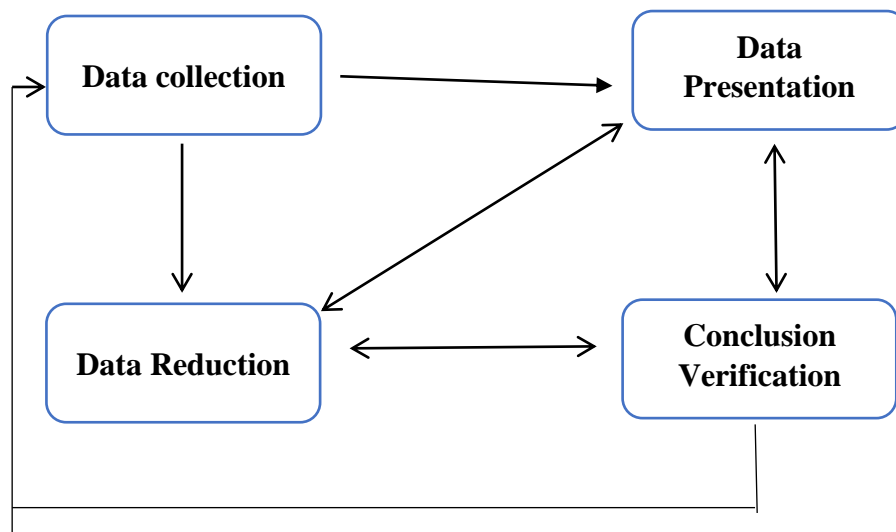 Data collection
Data
Presentation
Data Reduction
Conclusion
Verification